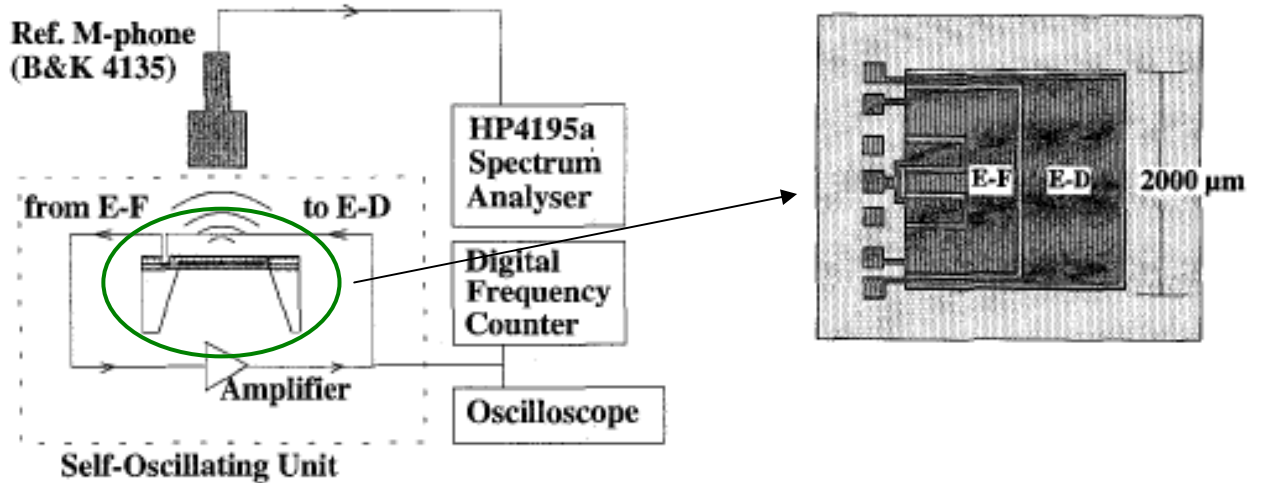 Ref. M-phone
(B&K 4135)
HP4195a
Spectrum
Analyser
from E-F
to E-D
Digital
Frequency
Counter
Amplifier
Oscilloscope
Self-Oscillating Unit
E-F
E-D
2000 μm